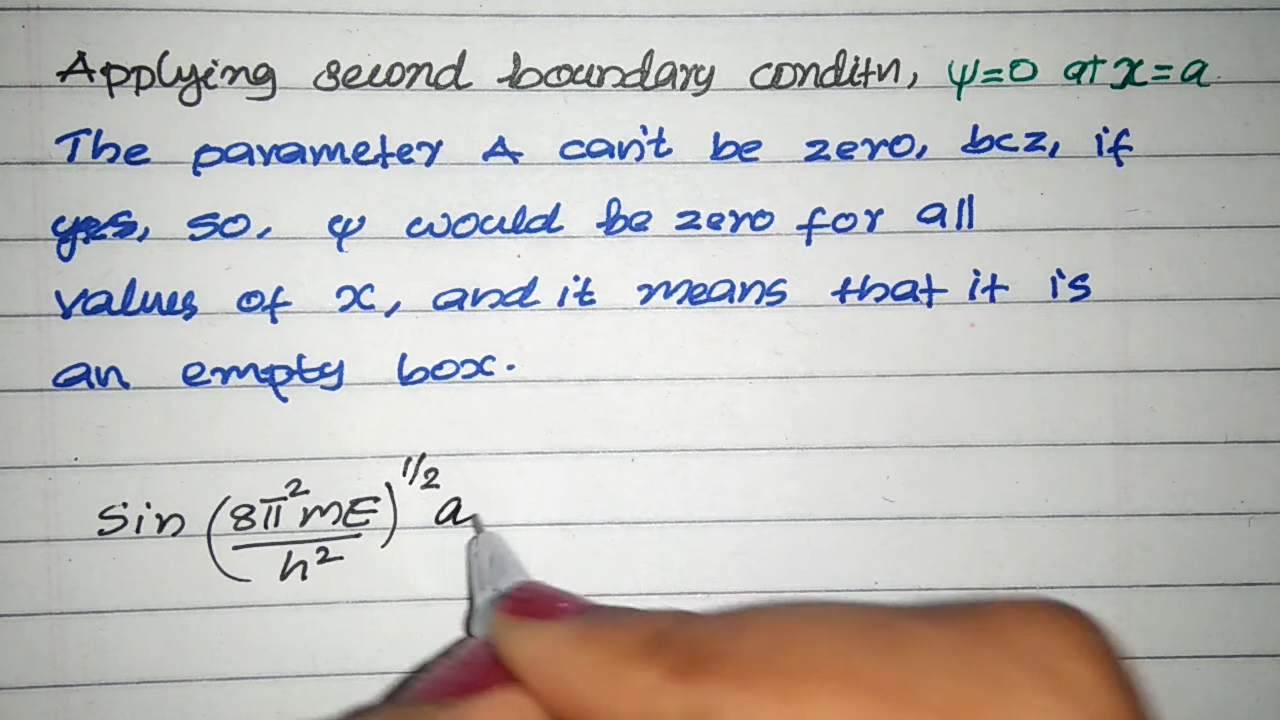 Applying second boundary conditn, ψ=0 at x=a
The parameter A can't be zero, bcz, if
yes, so, ψ would be zero for all
values of x, and it means that it is
an empty box.
Sin (8π²mE/h²)^1/2 a